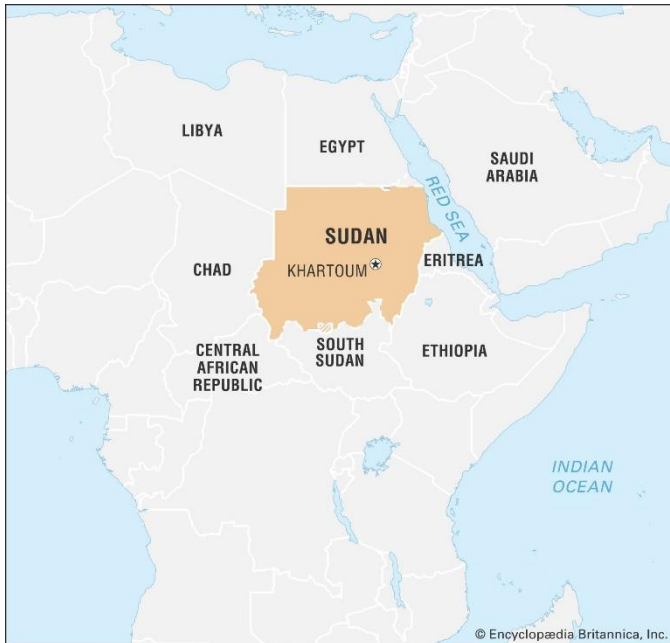 LIBYA
EGYPT
SAUDI
ARABIA
RED SEA
SUDAN
KHARTOUM
CHAD
ERITREA
CENTRAL
AFRICAN
REPUBLIC
SOUTH
SUDAN
ETHIOPIA
INDIAN
OCEAN
© Encyclopædia Britannica, Inc.